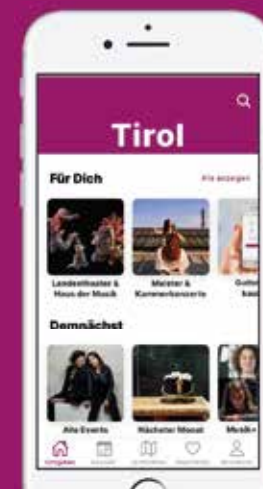 Tirol
Für Dich
Alle anzeigen
Landestheater &
Haus der Musik
Meister &
Kammerkonzerte
Demnächst
Alle Events
Nächster Monat
Musik+